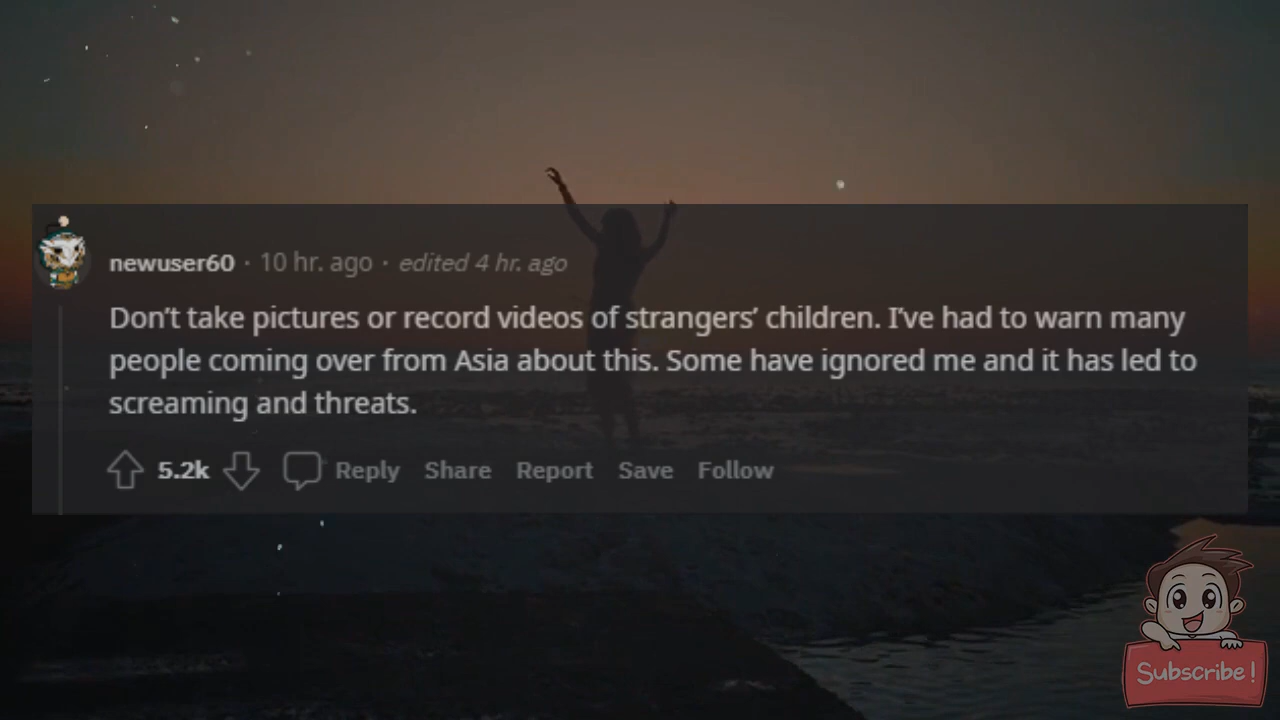 newuser60 · 10 hr. ago · edited 4 hr. ago
Don’t take pictures or record videos of strangers’ children. I’ve had to warn many
people coming over from Asia about this. Some have ignored me and it has led to
screaming and threats.
5.2k Reply Share Report Save Follow
Subscribe!